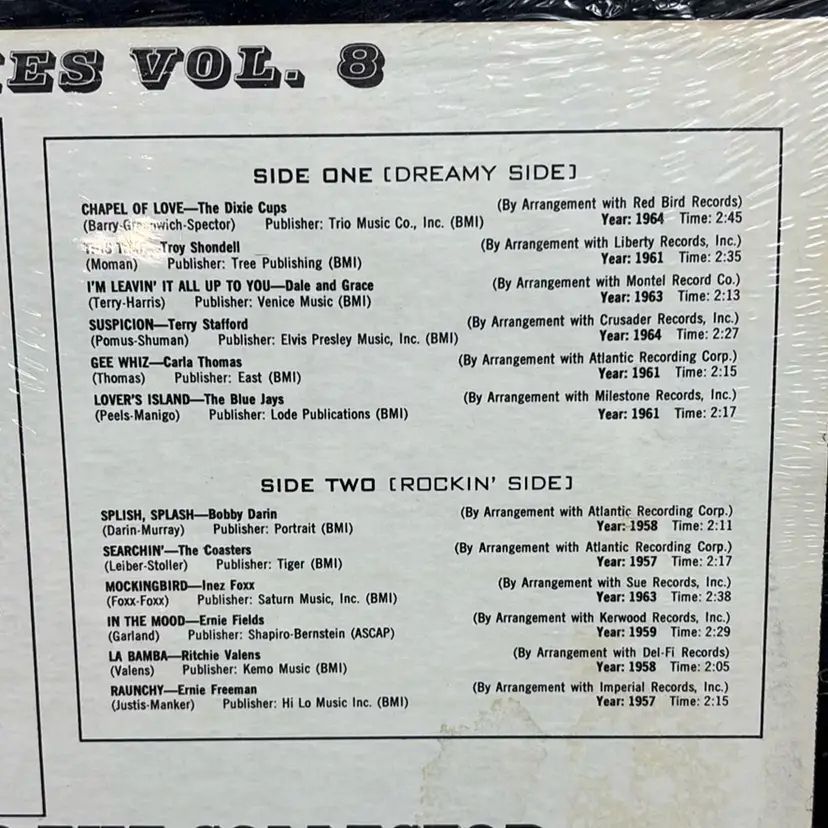 ES VOL. 8
SIDE ONE [DREAMY SIDE]
CHAPEL OF LOVE—The Dixie Cups (By Arrangement with Red Bird Records)
(Barry-Greenwich-Spector) Publisher: Trio Music Co., Inc. (BMI) Year: 1964 Time: 2:45
Troy Shondell (By Arrangement with Liberty Records, Inc.)
(Moman) Publisher: Tree Publishing (BMI) Year: 1961 Time: 2:35
I'M LEAVIN' IT ALL UP TO YOU—Dale and Grace (By Arrangement with Montel Record Co.)
(Terry-Harris) Publisher: Venice Music (BMI) Year: 1963 Time: 2:13
SUSPICION—Terry Stafford (By Arrangement with Crusader Records, Inc.)
(Pomus-Shuman) Publisher: Elvis Presley Music, Inc. (BMI) Year: 1964 Time: 2:27
GEE WHIZ—Carla Thomas (By Arrangement with Atlantic Recording Corp.)
(Thomas) Publisher: East (BMI) Year: 1961 Time: 2:15
LOVER'S ISLAND—The Blue Jays (By Arrangement with Milestone Records, Inc.)
(Peels-Manigo) Publisher: Lode Publications (BMI) Year: 1961 Time: 2:17
SIDE TWO [ROCKIN' SIDE]
SPLISH, SPLASH—Bobby Darin (By Arrangement with Atlantic Recording Corp.)
(Darin-Murray) Publisher: Portrait (BMI) Year: 1958 Time: 2:11
SEARCHIN'—The Coasters (By Arrangement with Atlantic Recording Corp.)
(Leiber-Stoller) Publisher: Tiger (BMI) Year: 1957 Time: 2:17
MOCKINGBIRD—Inez Foxx (By Arrangement with Sue Records, Inc.)
(Foxx-Foxx) Publisher: Saturn Music, Inc. (BMI) Year: 1963 Time: 2:38
IN THE MOOD—Ernie Fields (By Arrangement with Kerwood Records, Inc.)
(Garland) Publisher: Shapiro-Bernstein (ASCAP) Year: 1959 Time: 2:29
LA BAMBA—Ritchie Valens (By Arrangement with Del-Fi Records)
(Valens) Publisher: Kemo Music (BMI) Year: 1958 Time: 2:05
RAUNCHY—Ernie Freeman (By Arrangement with Imperial Records, Inc.)
(Justis-Manker) Publisher: Hi Lo Music Inc. (BMI) Year: 1957 Time: 2:15